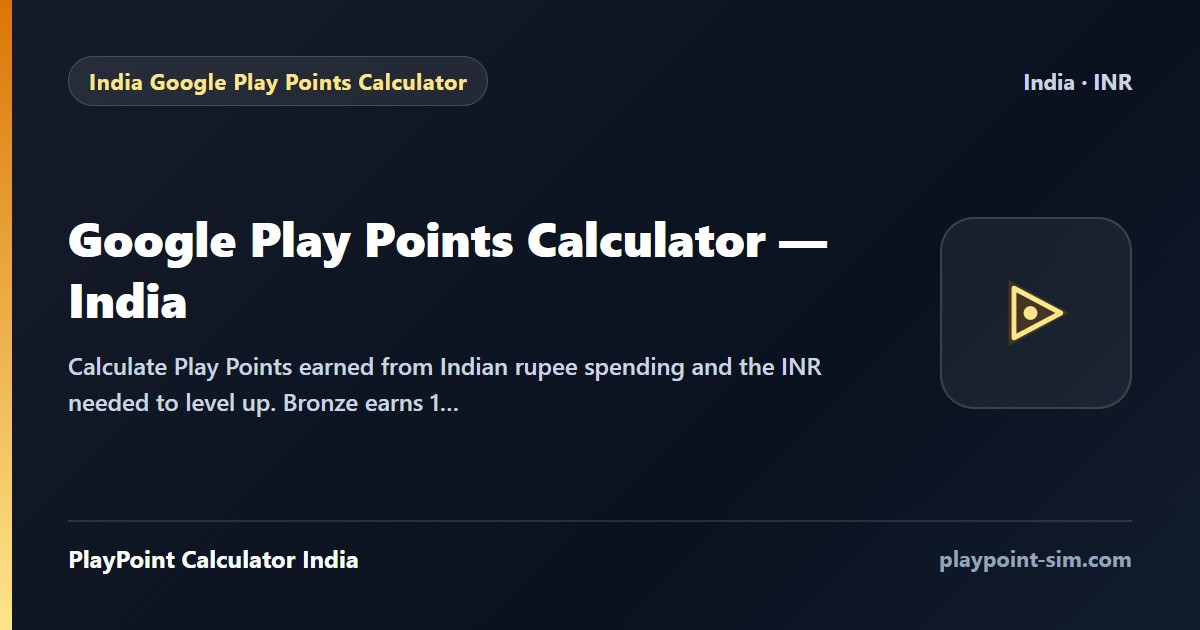 India Google Play Points Calculator
India · INR
Google Play Points Calculator —
India
Calculate Play Points earned from Indian rupee spending and the INR
needed to level up. Bronze earns 1…
PlayPoint Calculator India
playpoint-sim.com